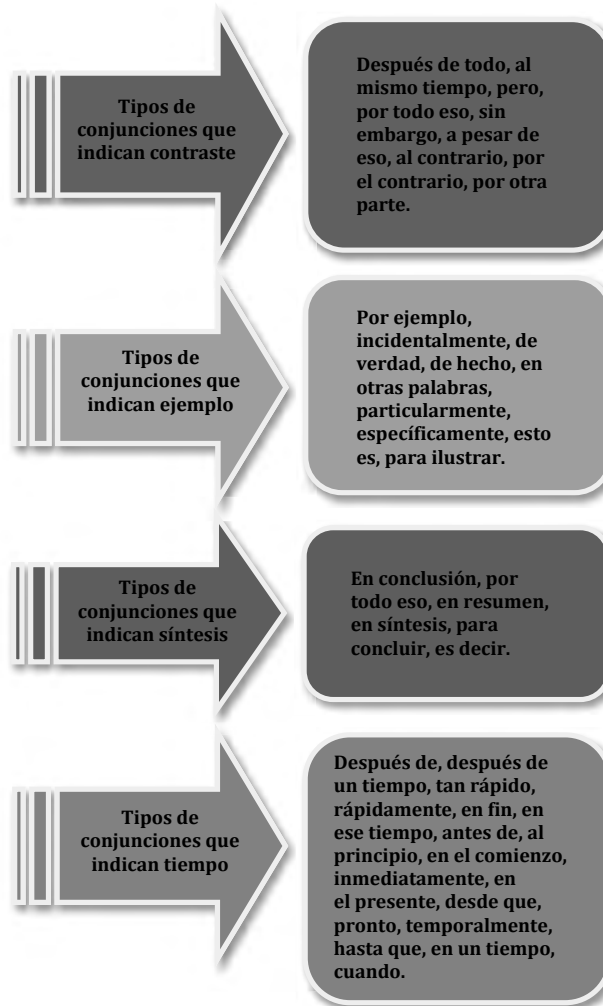 Tipos de
conjunciones que
indican contraste
Después de todo, al
mismo tiempo, pero,
por todo eso, sin
embargo, a pesar de
eso, al contrario, por
el contrario, por otra
parte.
Tipos de
conjunciones que
indican ejemplo
Por ejemplo,
incidentalmente, de
verdad, de hecho, en
otras palabras,
particularmente,
específicamente, esto
es, para ilustrar.
Tipos de
conjunciones que
indican síntesis
En conclusión, por
todo eso, en resumen,
en síntesis, para
concluir, es decir.
Tipos de
conjunciones que
indican tiempo
Después de, después de
un tiempo, tan rápido,
rápidamente, en fin, en
ese tiempo, antes de, al
principio, en el comienzo,
inmediatamente, en
el presente, desde que,
pronto, temporalmente,
hasta que, en un tiempo,
cuando.